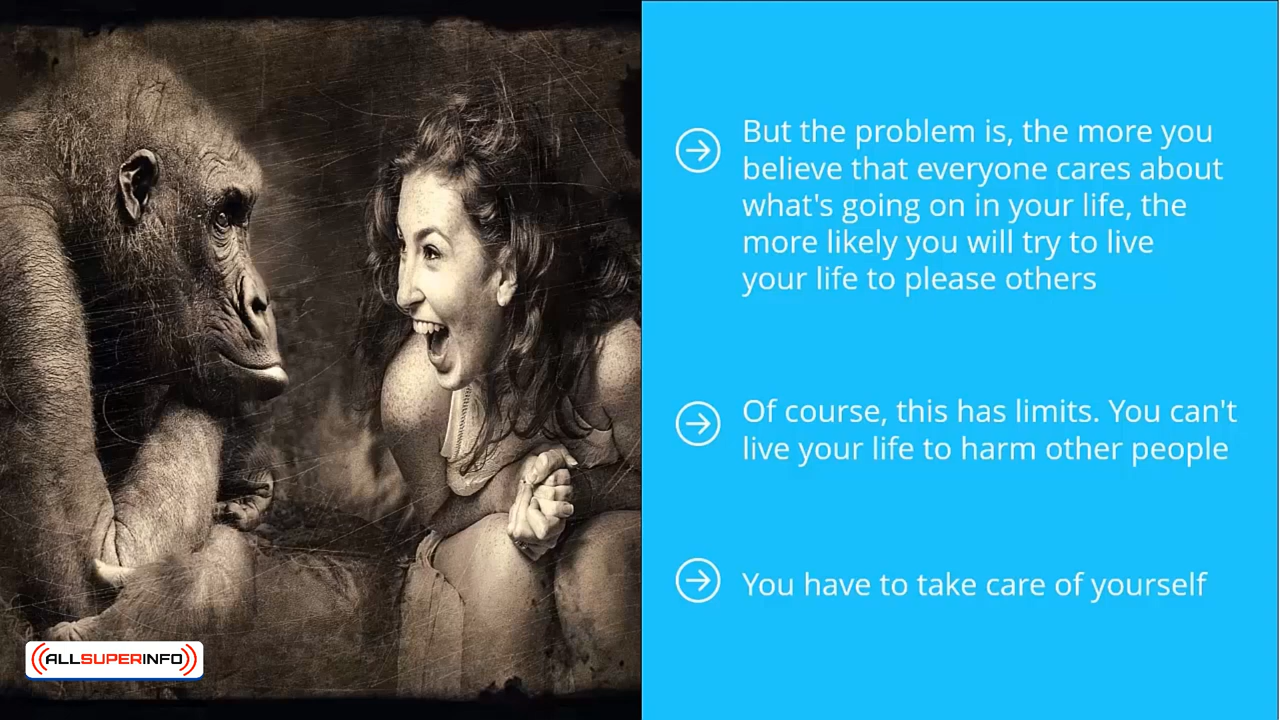 But the problem is, the more you
believe that everyone cares about
what's going on in your life, the
more likely you will try to live
your life to please others
Of course, this has limits. You can't
live your life to harm other people
You have to take care of yourself
ALLSUPERINFO